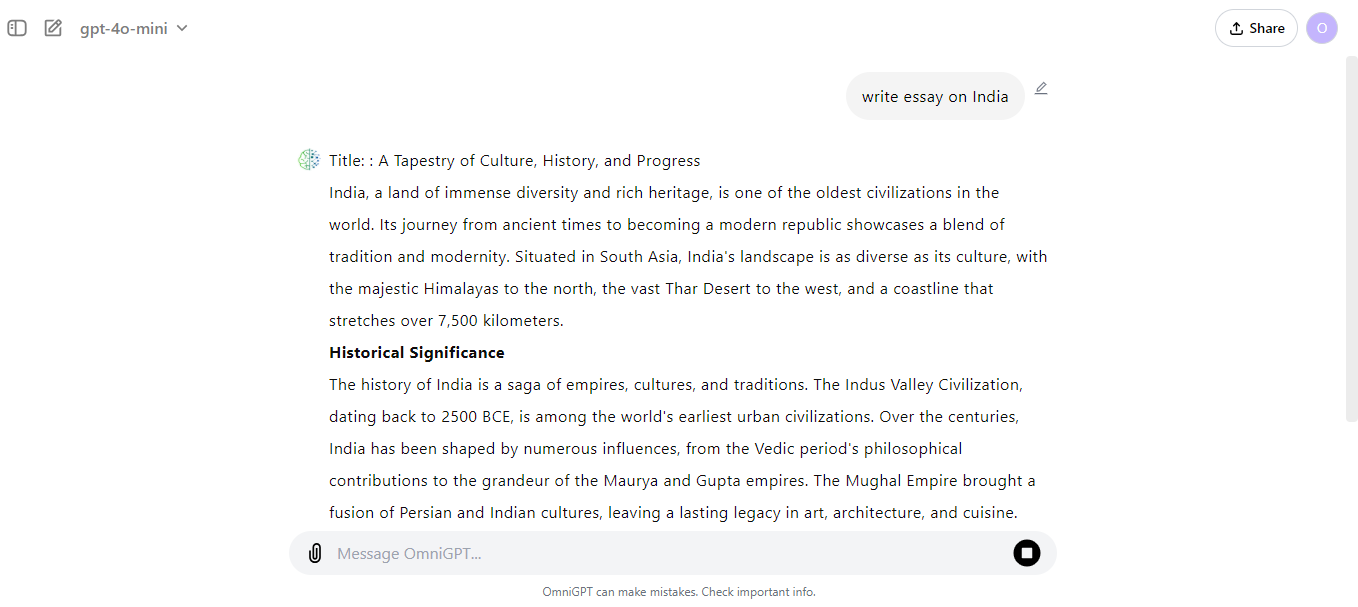 gpt-4o-mini
Share
O
write essay on India
Title: : A Tapestry of Culture, History, and Progress
India, a land of immense diversity and rich heritage, is one of the oldest civilizations in the
world. Its journey from ancient times to becoming a modern republic showcases a blend of
tradition and modernity. Situated in South Asia, India's landscape is as diverse as its culture, with
the majestic Himalayas to the north, the vast Thar Desert to the west, and a coastline that
stretches over 7,500 kilometers.
Historical Significance
The history of India is a saga of empires, cultures, and traditions. The Indus Valley Civilization,
dating back to 2500 BCE, is among the world's earliest urban civilizations. Over the centuries,
India has been shaped by numerous influences, from the Vedic period's philosophical
contributions to the grandeur of the Maurya and Gupta empires. The Mughal Empire brought a
fusion of Persian and Indian cultures, leaving a lasting legacy in art, architecture, and cuisine.
Message OmniGPT...
OmniGPT can make mistakes. Check important info.